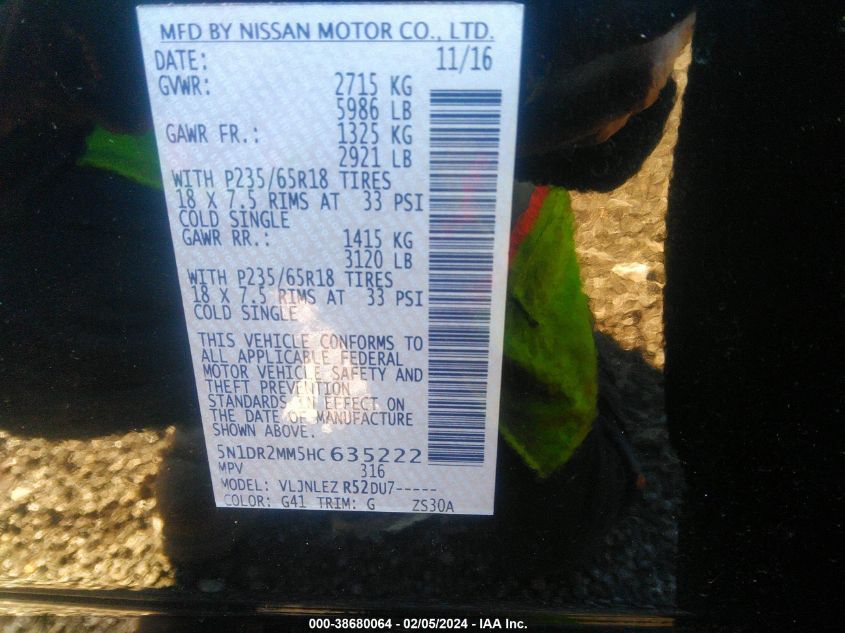 MFD BY NISSAN MOTOR CO., LTD.
DATE: 11/16
GVWR: 2715 KG
5986 LB
GAWR FR.: 1325 KG
2921 LB
WITH P235/65R18 TIRES
18 X 7.5 RIMS AT 33 PSI
COLD SINGLE
GAWR RR.: 1415 KG
3120 LB
WITH P235/65R18 TIRES
18 X 7.5 RIMS AT 33 PSI
COLD SINGLE
THIS VEHICLE CONFORMS TO
ALL APPLICABLE FEDERAL
MOTOR VEHICLE SAFETY AND
THEFT PREVENTION
STANDARDS IN EFFECT ON
THE DATE OF MANUFACTURE
SHOWN ABOVE.
5N1DR2MM5HC635222
MPV 316
MODEL: VLJNLEZ R52DU7-----
COLOR: G41 TRIM: G ZS30A
000-38680064 - 02/05/2024 - IAA Inc.